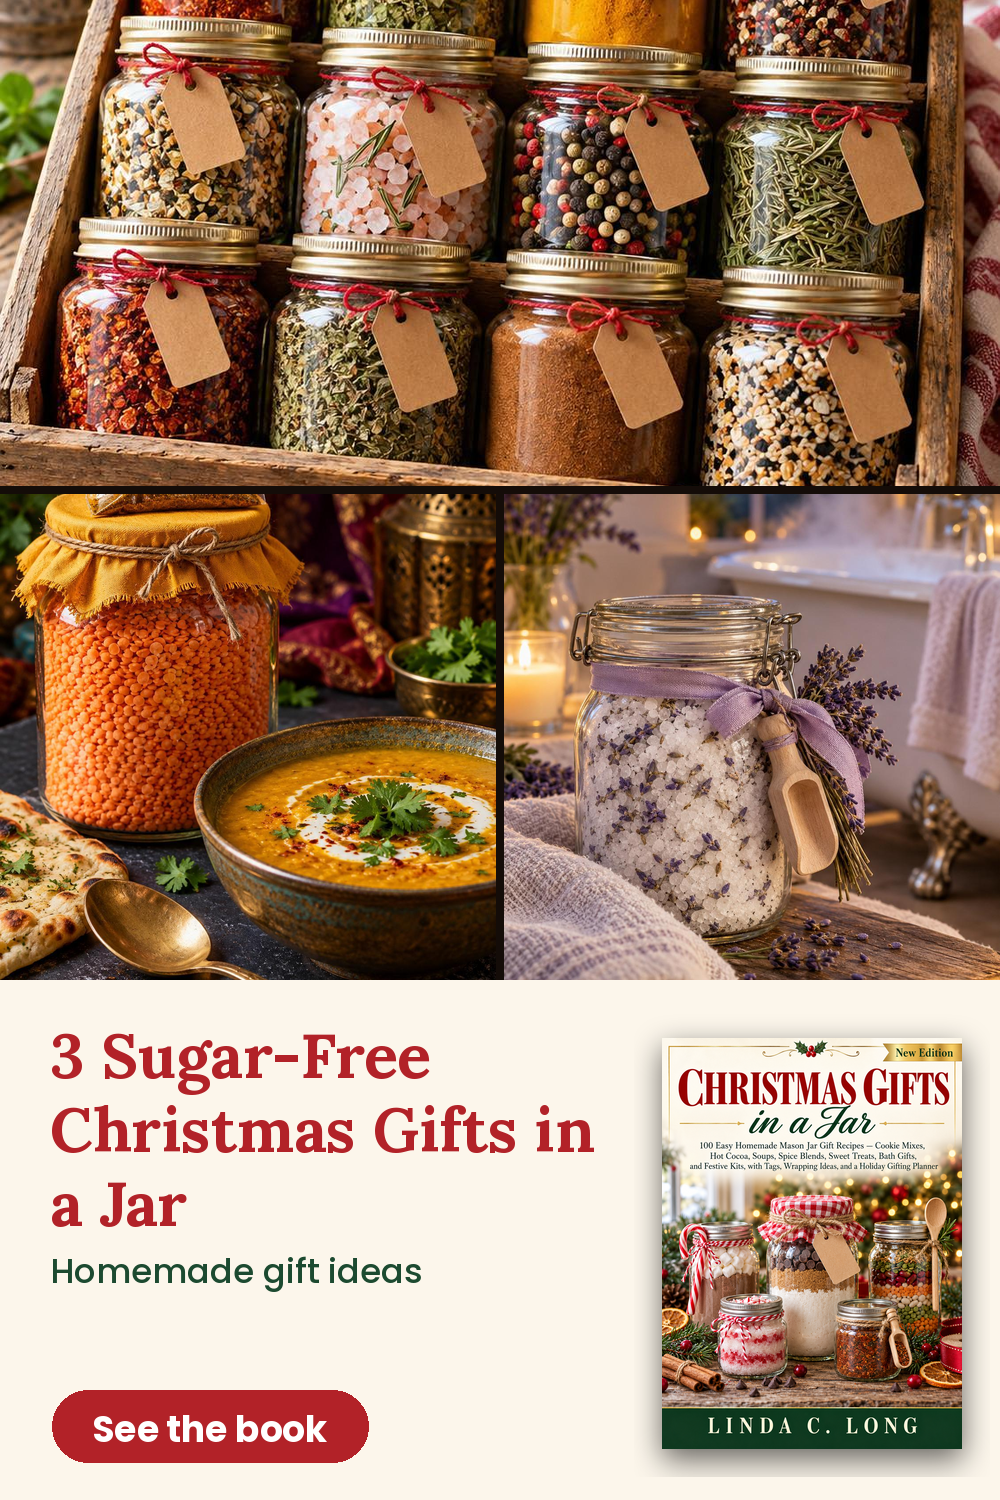 3 Sugar-Free
Christmas Gifts in
a Jar
Homemade gift ideas
See the book
New Edition
CHRISTMAS GIFTS
in a Jar
100 Easy Homemade Mason Jar Gift Recipes — Cookie Mixes,
Hot Cocoa, Soups, Spice Blends, Sweet Treats, Bath Gifts,
and Festive Kits, with Tags, Wrapping Ideas, and a Holiday Gifting Planner
LINDA C. LONG